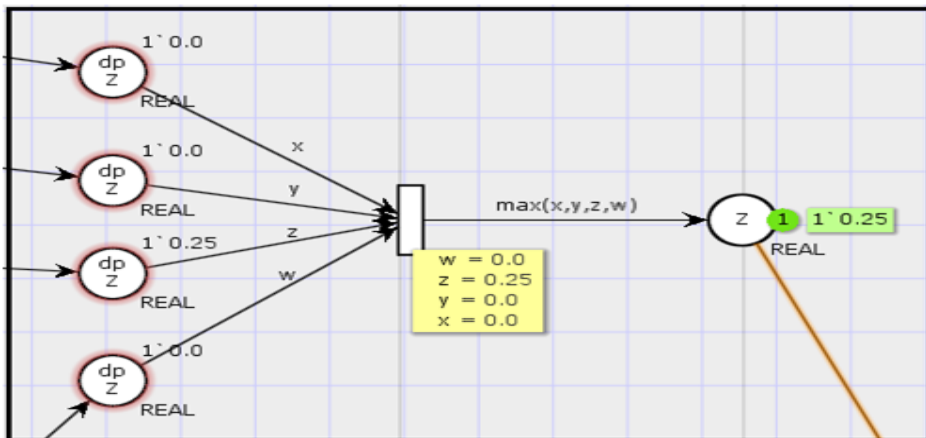 1`0.0
dp
Z
REAL
x
1`0.0
dp
Z
REAL
y
max(x,y,z,w)
Z
1
1`0.25
REAL
1`0.25
dp
Z
REAL
z
w = 0.0
z = 0.25
y = 0.0
x = 0.0
w
1`0.0
dp
Z
REAL